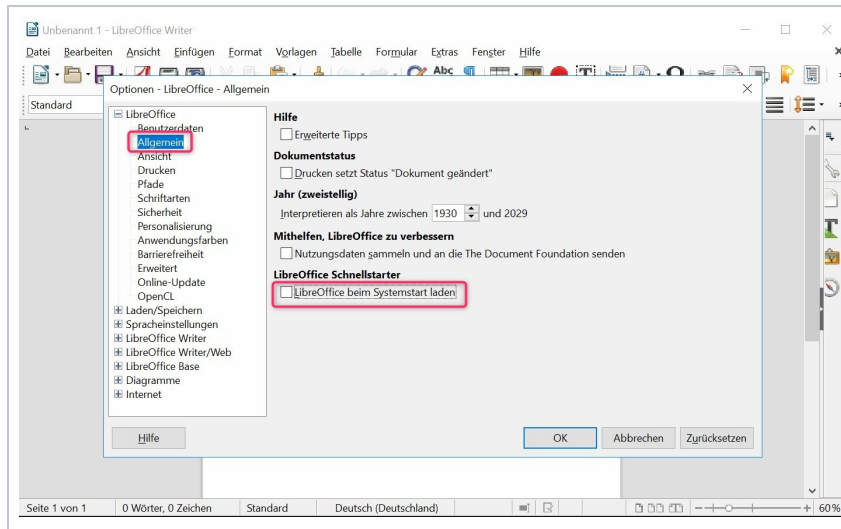 Unbenannt 1 - LibreOffice Writer
Datei Bearbeiten Ansicht Einfügen Format Vorlagen Tabelle Formular Extras Fenster Hilfe
Abc
Standard
Optionen - LibreOffice - Allgemein
LibreOffice
Benutzerdaten
Allgemein
Ansicht
Drucken
Pfade
Schriftarten
Sicherheit
Personalisierung
Anwendungsfarben
Barrierefreiheit
Erweitert
Online-Update
OpenCL
Laden/Speichern
Spracheinstellungen
LibreOffice Writer
LibreOffice Writer/Web
LibreOffice Base
Diagramme
Internet
Hilfe
Erweiterte Tipps
Dokumentstatus
Drucken setzt Status "Dokument geändert"
Jahr (zweistellig)
Interpretieren als Jahre zwischen 1930 und 2029
Mithelfen, LibreOffice zu verbessern
Nutzungsdaten sammeln und an die The Document Foundation senden
LibreOffice Schnellstarter
LibreOffice beim Systemstart laden
Hilfe OK Abbrechen Zurücksetzen
Seite 1 von 1 0 Wörter, 0 Zeichen Standard Deutsch (Deutschland) 60%